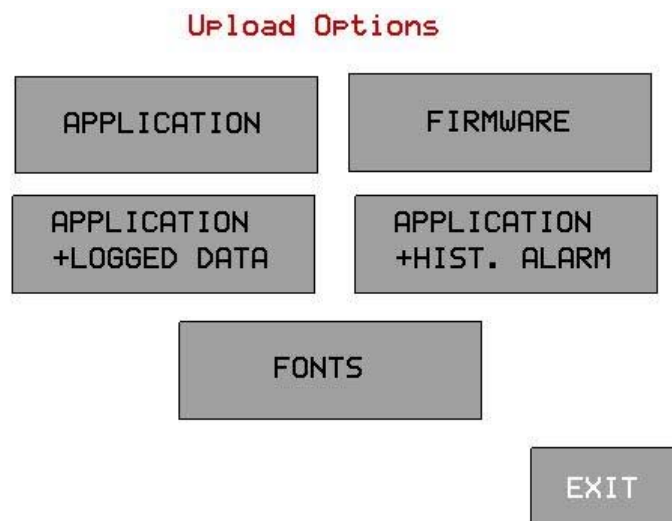 Upload Options
APPLICATION
FIRMWARE
APPLICATION
+LOGGED DATA
APPLICATION
+HIST. ALARM
FONTS
EXIT